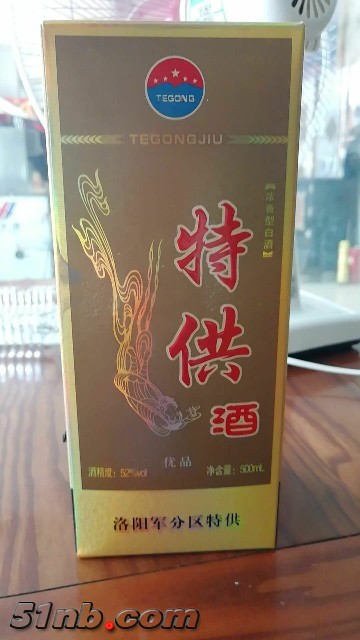 TEGONG
TEGONGJIU
【浓香型白酒】
特供酒
优品
酒精度：52%vol 净含量：500mL
洛阳军分区特供
51nb.com